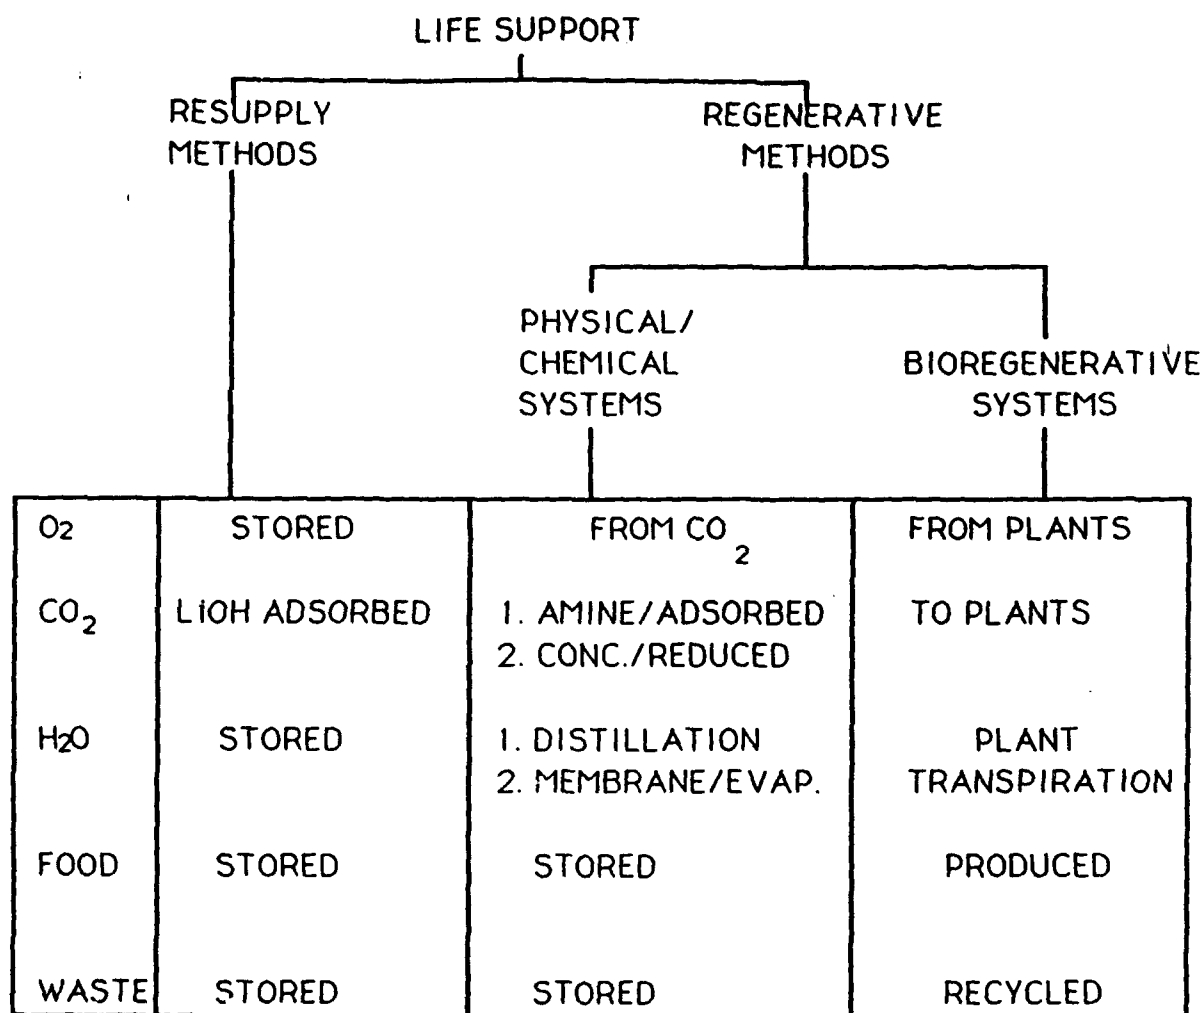 LIFE SUPPORT
RESUPPLY
METHODS
REGENERATIVE
METHODS
PHYSICAL/
CHEMICAL
SYSTEMS
BIOREGENERATIVE
SYSTEMS
O2 STORED FROM CO2 FROM PLANTS
CO2 LiOH ADSORBED 1. AMINE/ADSORBED TO PLANTS
2. CONC./REDUCED
H2O STORED 1. DISTILLATION PLANT
2. MEMBRANE/EVAP. TRANSPIRATION
FOOD STORED STORED PRODUCED
WASTE STORED STORED RECYCLED